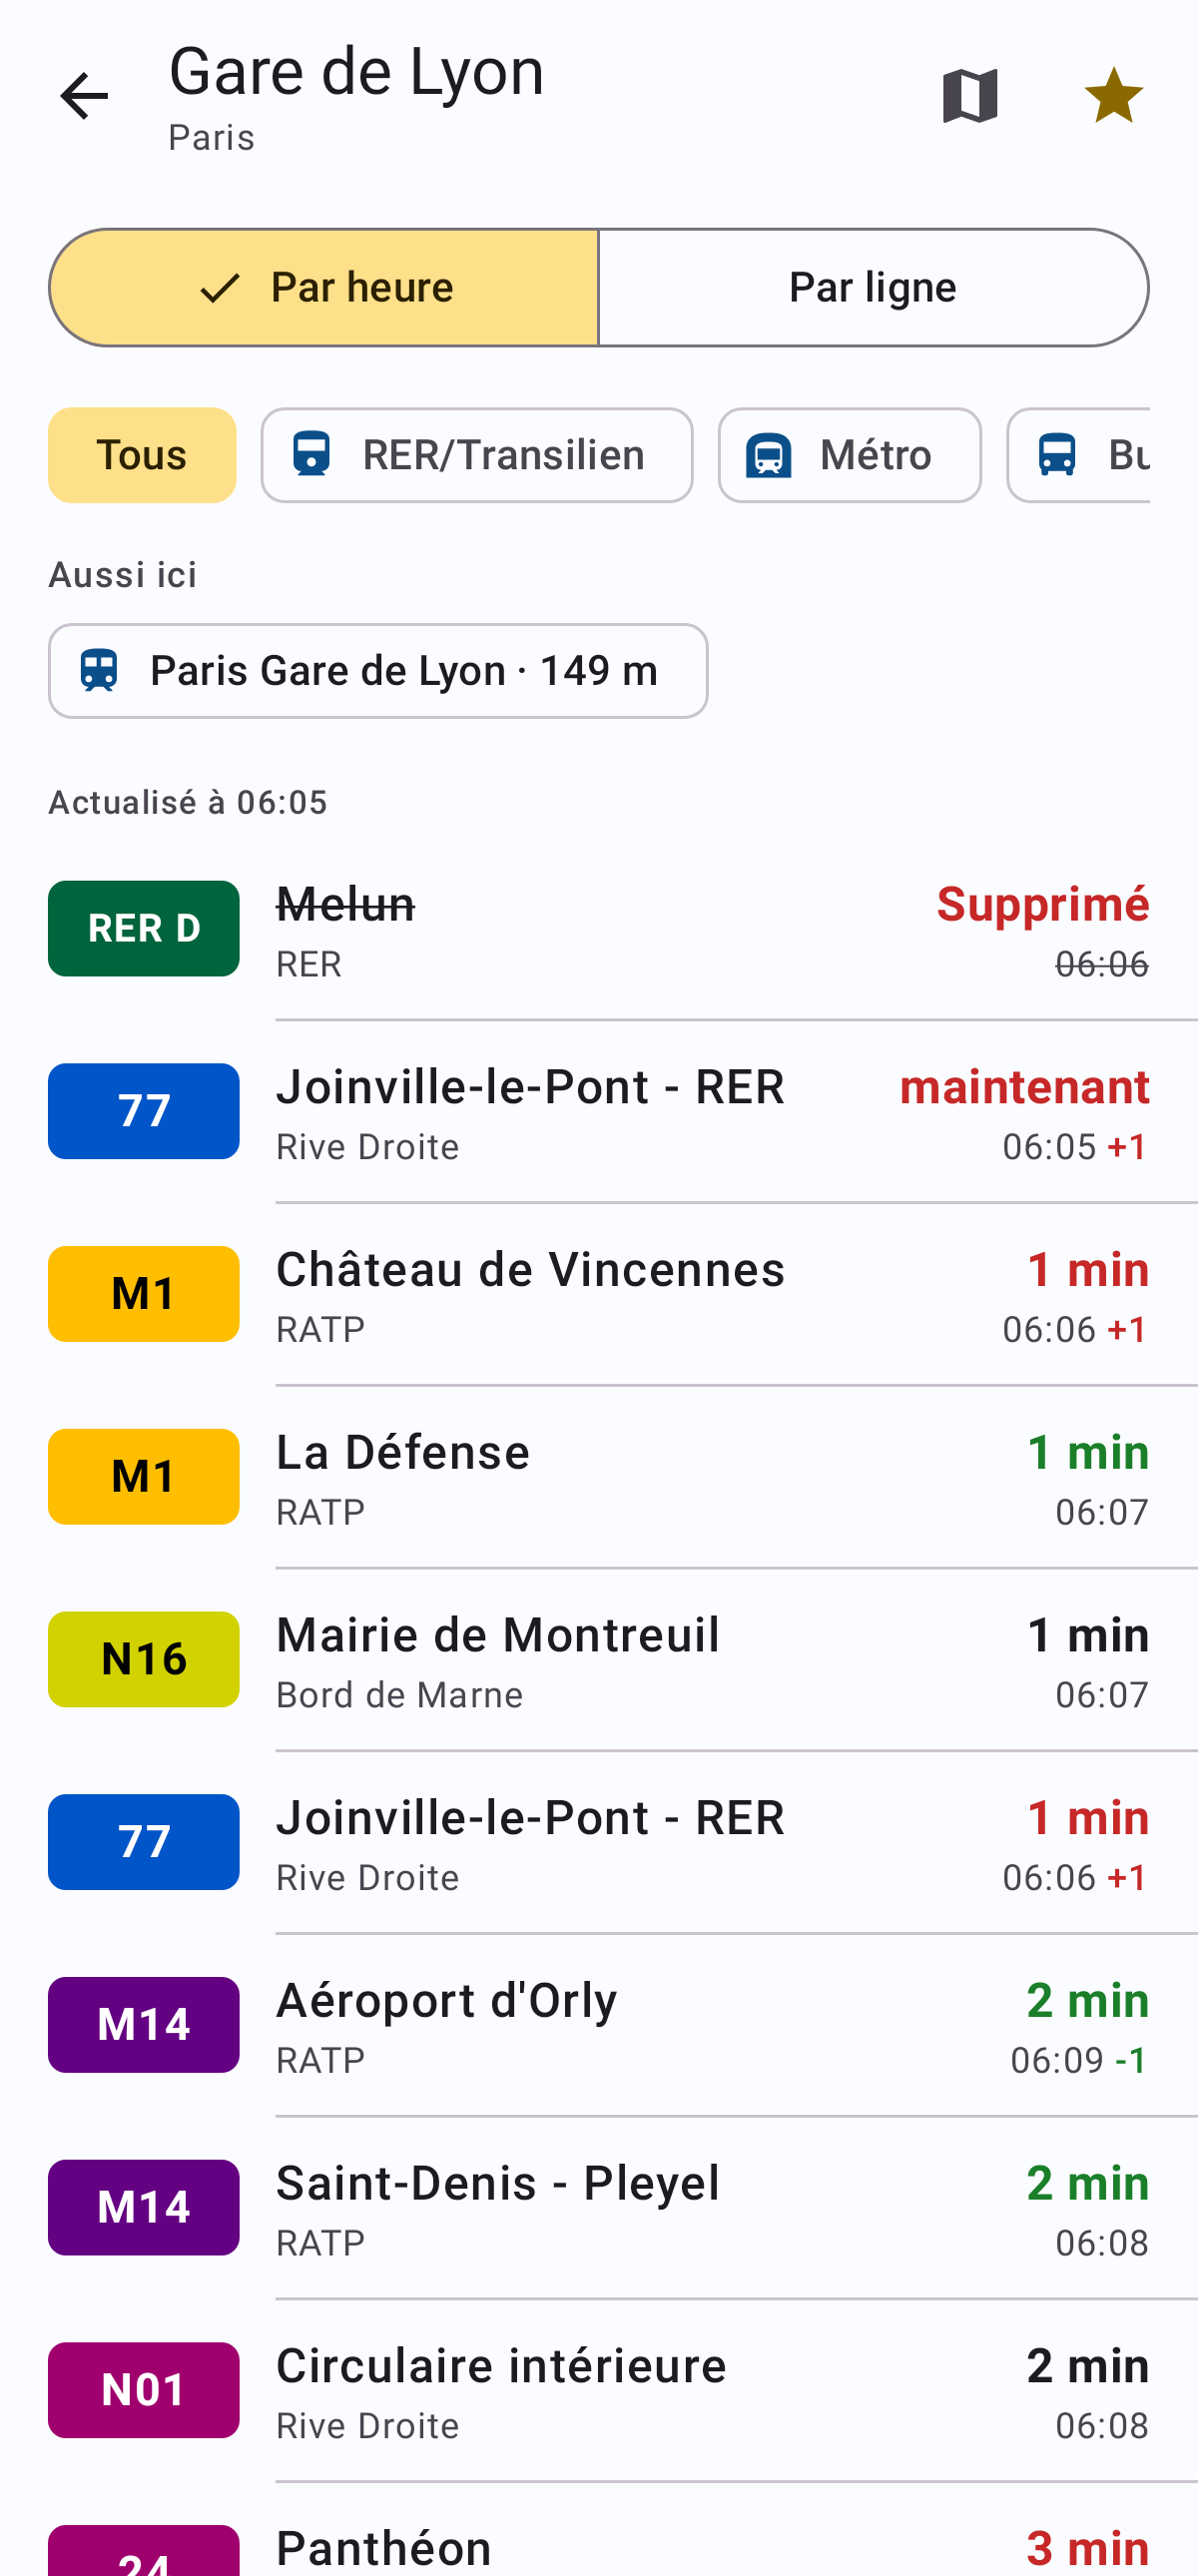 Gare de Lyon
Paris
Par heure
Par ligne
Tous
RER/Transilien
Métro
Bu
Aussi ici
Paris Gare de Lyon · 149 m
Actualisé à 06:05
RER D
Melun
Supprimé
RER
06:06
77
Joinville-le-Pont - RER
maintenant
Rive Droite
06:05 +1
M1
Château de Vincennes
1 min
RATP
06:06 +1
M1
La Défense
1 min
RATP
06:07
N16
Mairie de Montreuil
1 min
Bord de Marne
06:07
77
Joinville-le-Pont - RER
1 min
Rive Droite
06:06 +1
M14
Aéroport d'Orly
2 min
RATP
06:09 -1
M14
Saint-Denis - Pleyel
2 min
RATP
06:08
N01
Circulaire intérieure
2 min
Rive Droite
06:08
24
Panthéon
3 min